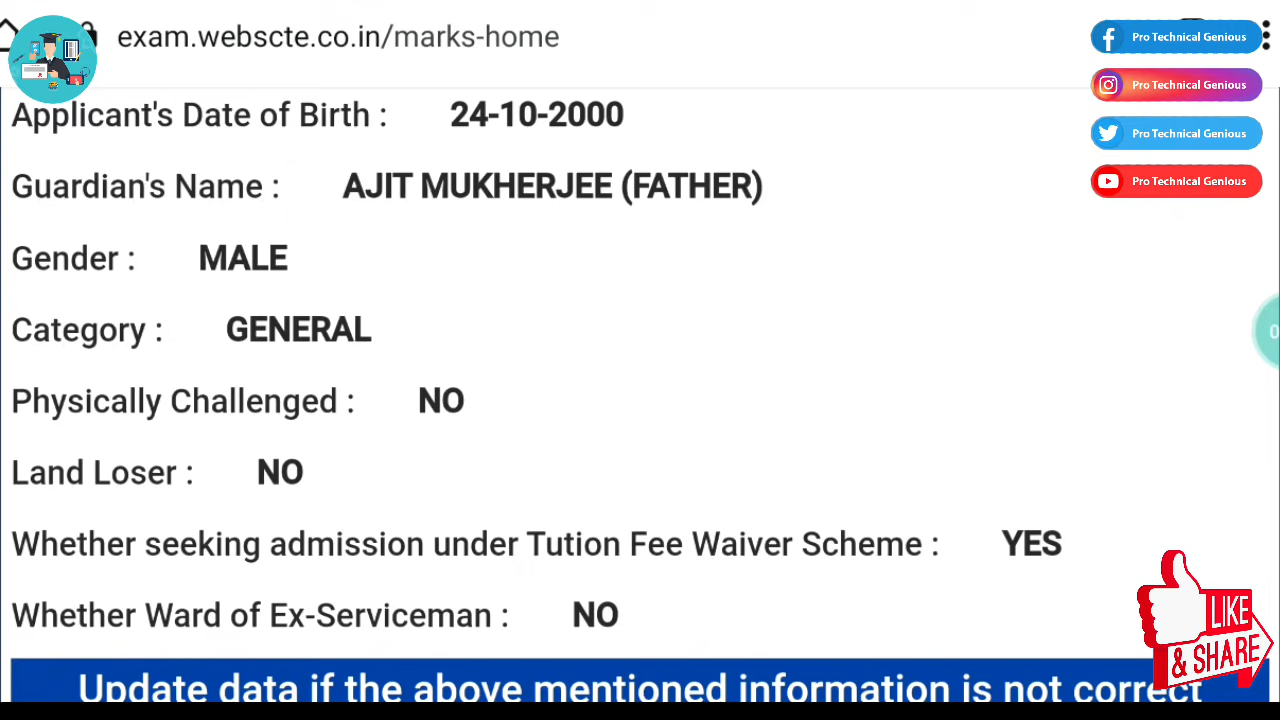 exam.webscte.co.in/marks-home
Pro Technical Genious
Pro Technical Genious
Pro Technical Genious
Pro Technical Genious
Applicant's Date of Birth : 24-10-2000
Guardian's Name : AJIT MUKHERJEE (FATHER)
Gender : MALE
Category : GENERAL
Physically Challenged : NO
Land Loser : NO
Whether seeking admission under Tution Fee Waiver Scheme : YES
Whether Ward of Ex-Serviceman : NO
LIKE
& SHARE
Update data if the above mentioned information is not correct